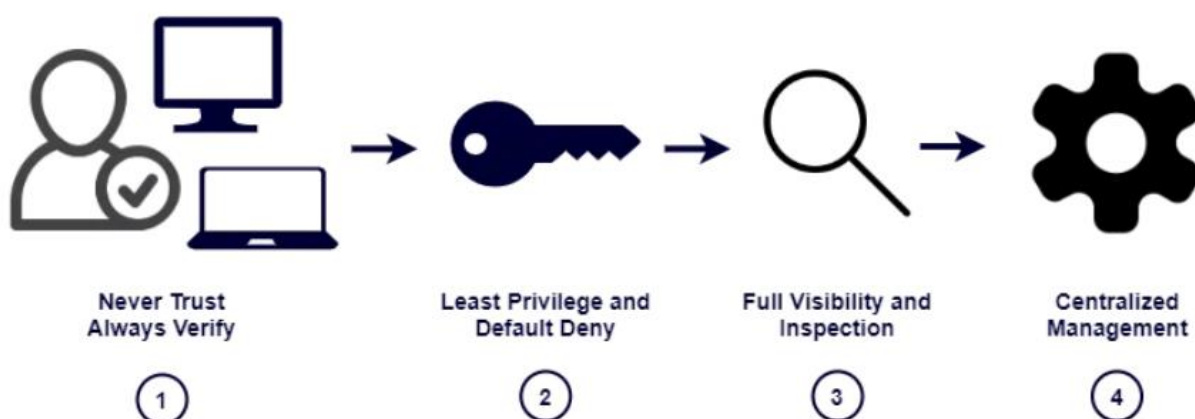 Never Trust
Always Verify
1
Least Privilege and
Default Deny
2
Full Visibility and
Inspection
3
Centralized
Management
4